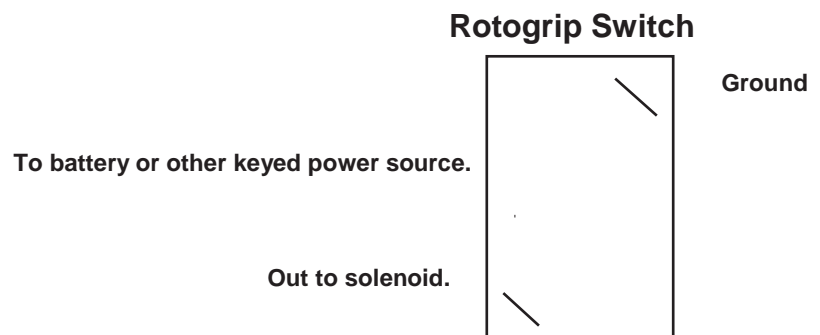 Rotogrip Switch
Ground
To battery or other keyed power source.
Out to solenoid.